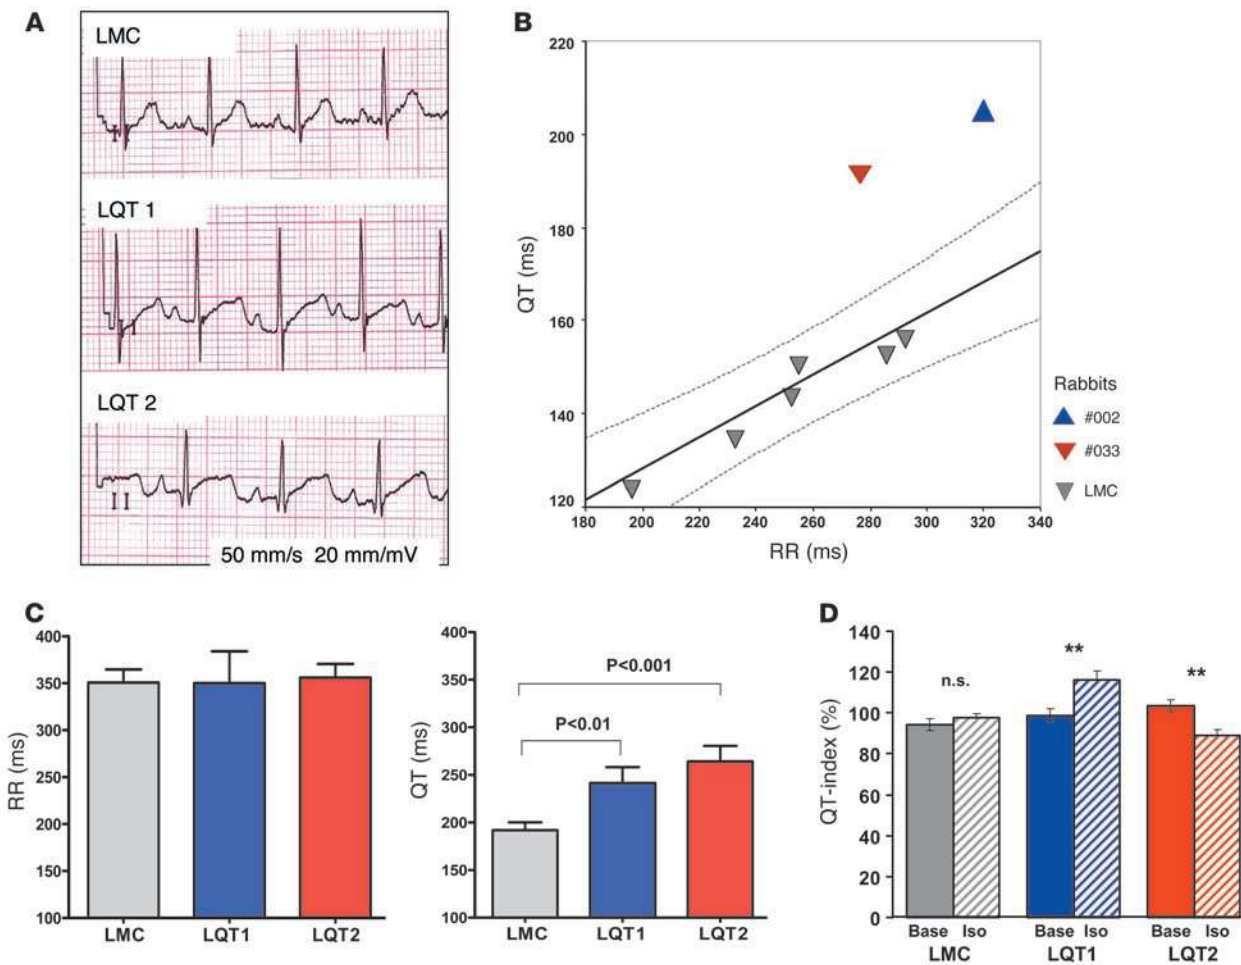 A
LMC
I I
LQT 1
I I
LQT 2
I I
50 mm/s 20 mm/mV
B
220
200
180
160
140
120
QT (ms)
180 200 220 240 260 280 300 320 340
RR (ms)
Rabbits
#002
#033
LMC
C
400
350
300
250
200
150
100
RR (ms)
LMC LQT1 LQT2
400
350
300
250
200
150
100
QT (ms)
P<0.001
P<0.01
LMC LQT1 LQT2
D
140
120
100
80
60
40
20
0
QT-index (%)
n.s.
**
**
Base Iso Base Iso Base Iso
LMC LQT1 LQT2